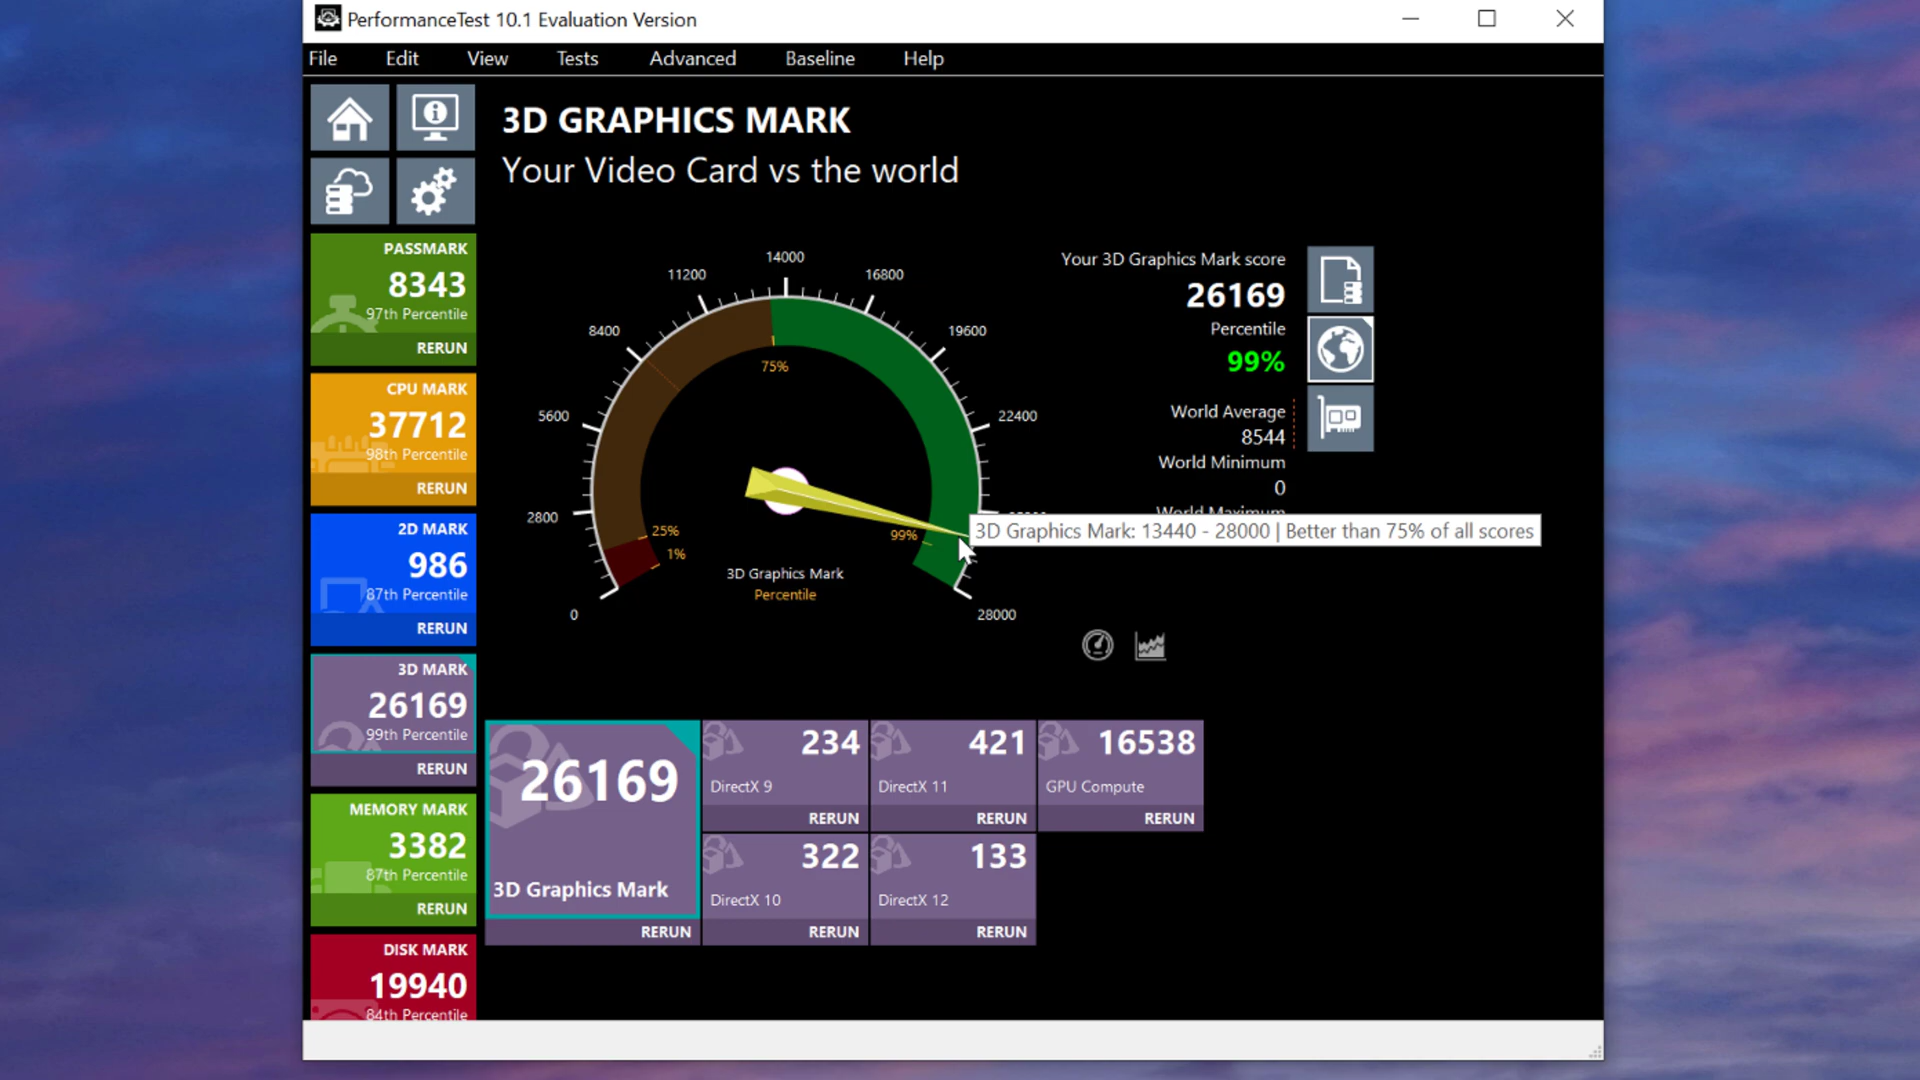 PerformanceTest 10.1 Evaluation Version
File Edit View Tests Advanced Baseline Help
3D GRAPHICS MARK
Your Video Card vs the world
PASSMARK
8343
97th Percentile
RERUN
CPU MARK
37712
98th Percentile
RERUN
2D MARK
986
87th Percentile
RERUN
3D MARK
26169
99th Percentile
RERUN
MEMORY MARK
3382
87th Percentile
RERUN
DISK MARK
19940
84th Percentile
0
2800
5600
8400
11200
14000
16800
19600
22400
28000
1%
25%
75%
99%
3D Graphics Mark
Percentile
Your 3D Graphics Mark score
26169
Percentile
99%
World Average
8544
World Minimum
0
World Maximum
3D Graphics Mark: 13440 - 28000 | Better than 75% of all scores
26169
3D Graphics Mark
RERUN
234
DirectX 9
RERUN
421
DirectX 11
RERUN
16538
GPU Compute
RERUN
322
DirectX 10
RERUN
133
DirectX 12
RERUN